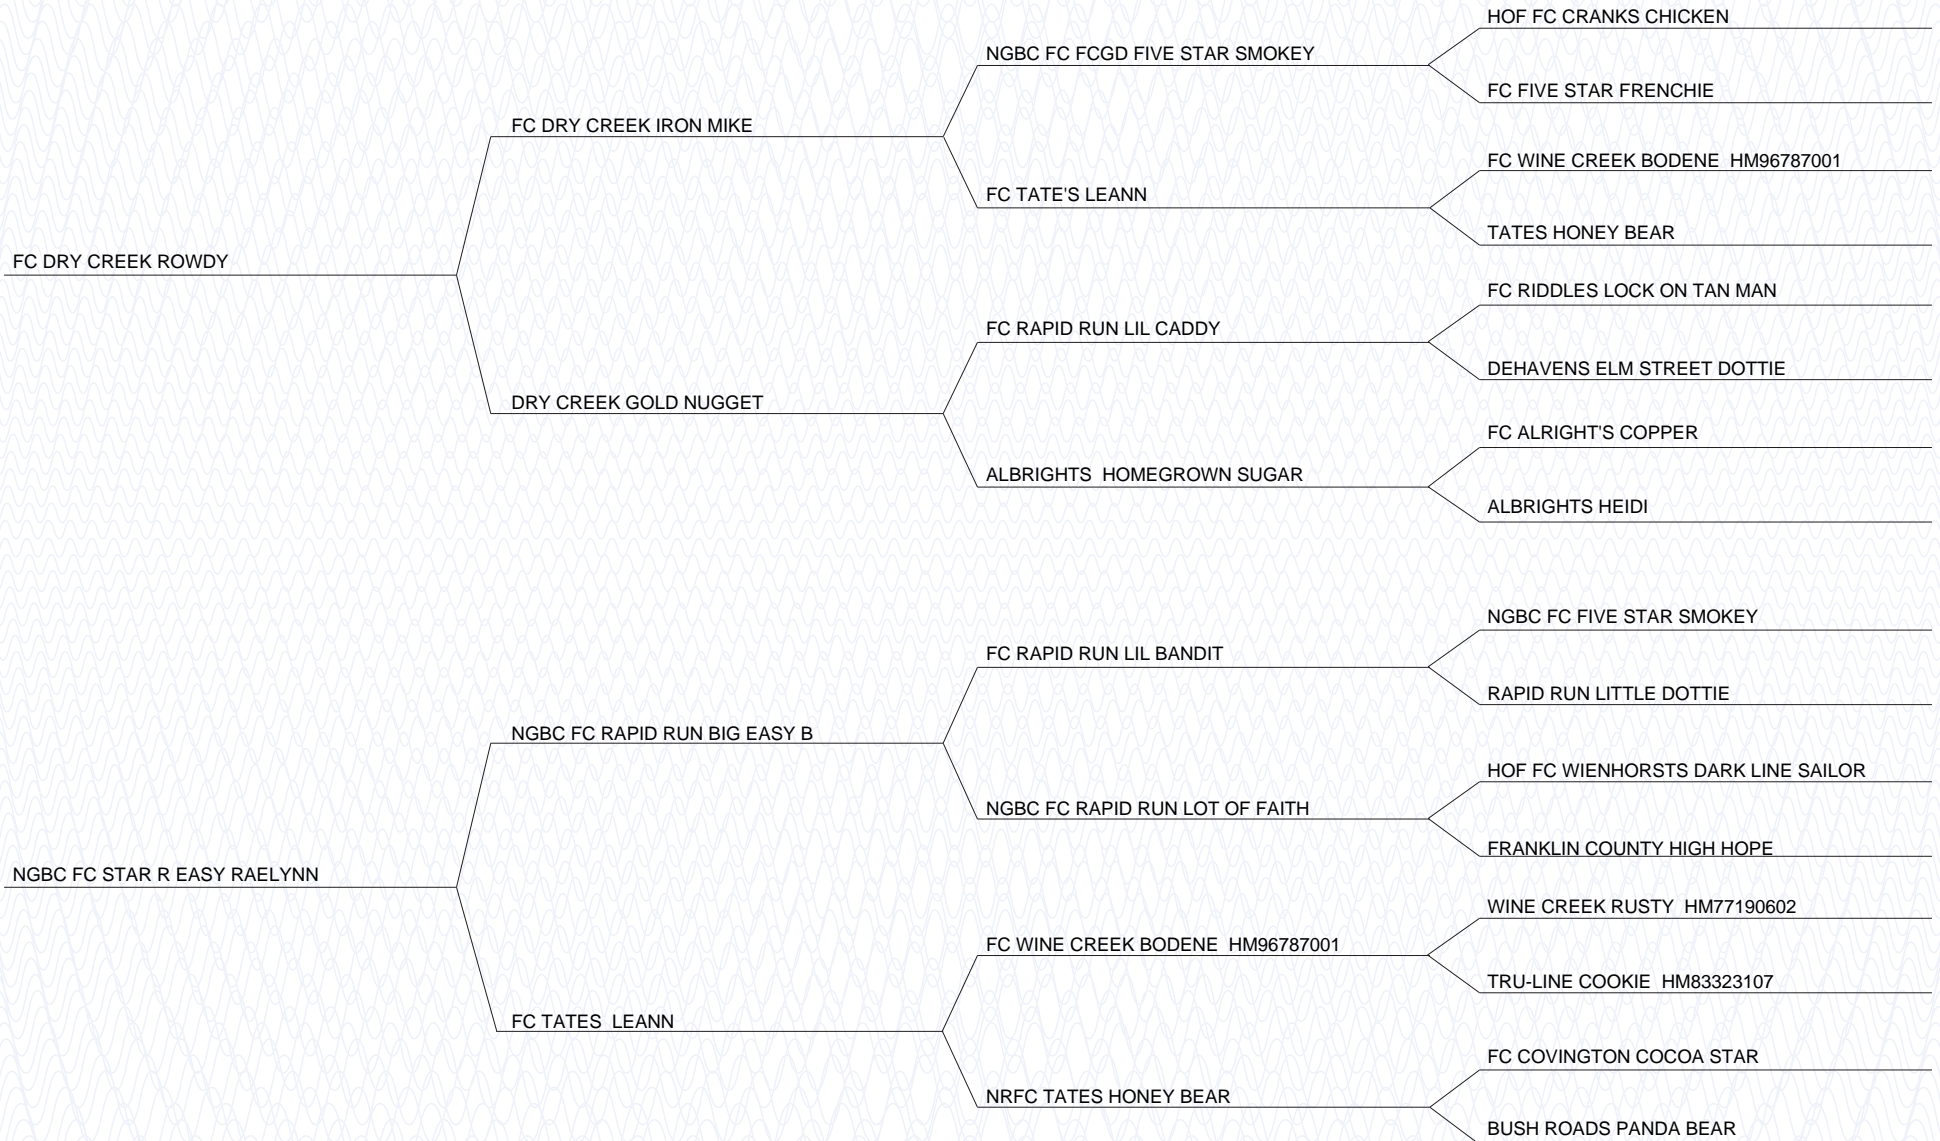 HOF FC CRANKS CHICKEN
NGBC FC FCGD FIVE STAR SMOKEY
FC FIVE STAR FRENCHIE
FC DRY CREEK IRON MIKE
FC WINE CREEK BODENE  HM96787001
FC TATE'S LEANN
TATES HONEY BEAR
FC DRY CREEK ROWDY
FC RIDDLES LOCK ON TAN MAN
FC RAPID RUN LIL CADDY
DEHAVENS ELM STREET DOTTIE
DRY CREEK GOLD NUGGET
FC ALRIGHT'S COPPER
ALBRIGHTS  HOMEGROWN SUGAR
ALBRIGHTS HEIDI
NGBC FC FIVE STAR SMOKEY
FC RAPID RUN LIL BANDIT
RAPID RUN LITTLE DOTTIE
NGBC FC RAPID RUN BIG EASY B
HOF FC WIENHORSTS DARK LINE SAILOR
NGBC FC RAPID RUN LOT OF FAITH
FRANKLIN COUNTY HIGH HOPE
NGBC FC STAR R EASY RAELYNN
WINE CREEK RUSTY  HM77190602
FC WINE CREEK BODENE  HM96787001
TRU-LINE COOKIE  HM83323107
FC TATES  LEANN
FC COVINGTON COCOA STAR
NRFC TATES HONEY BEAR
BUSH ROADS PANDA BEAR